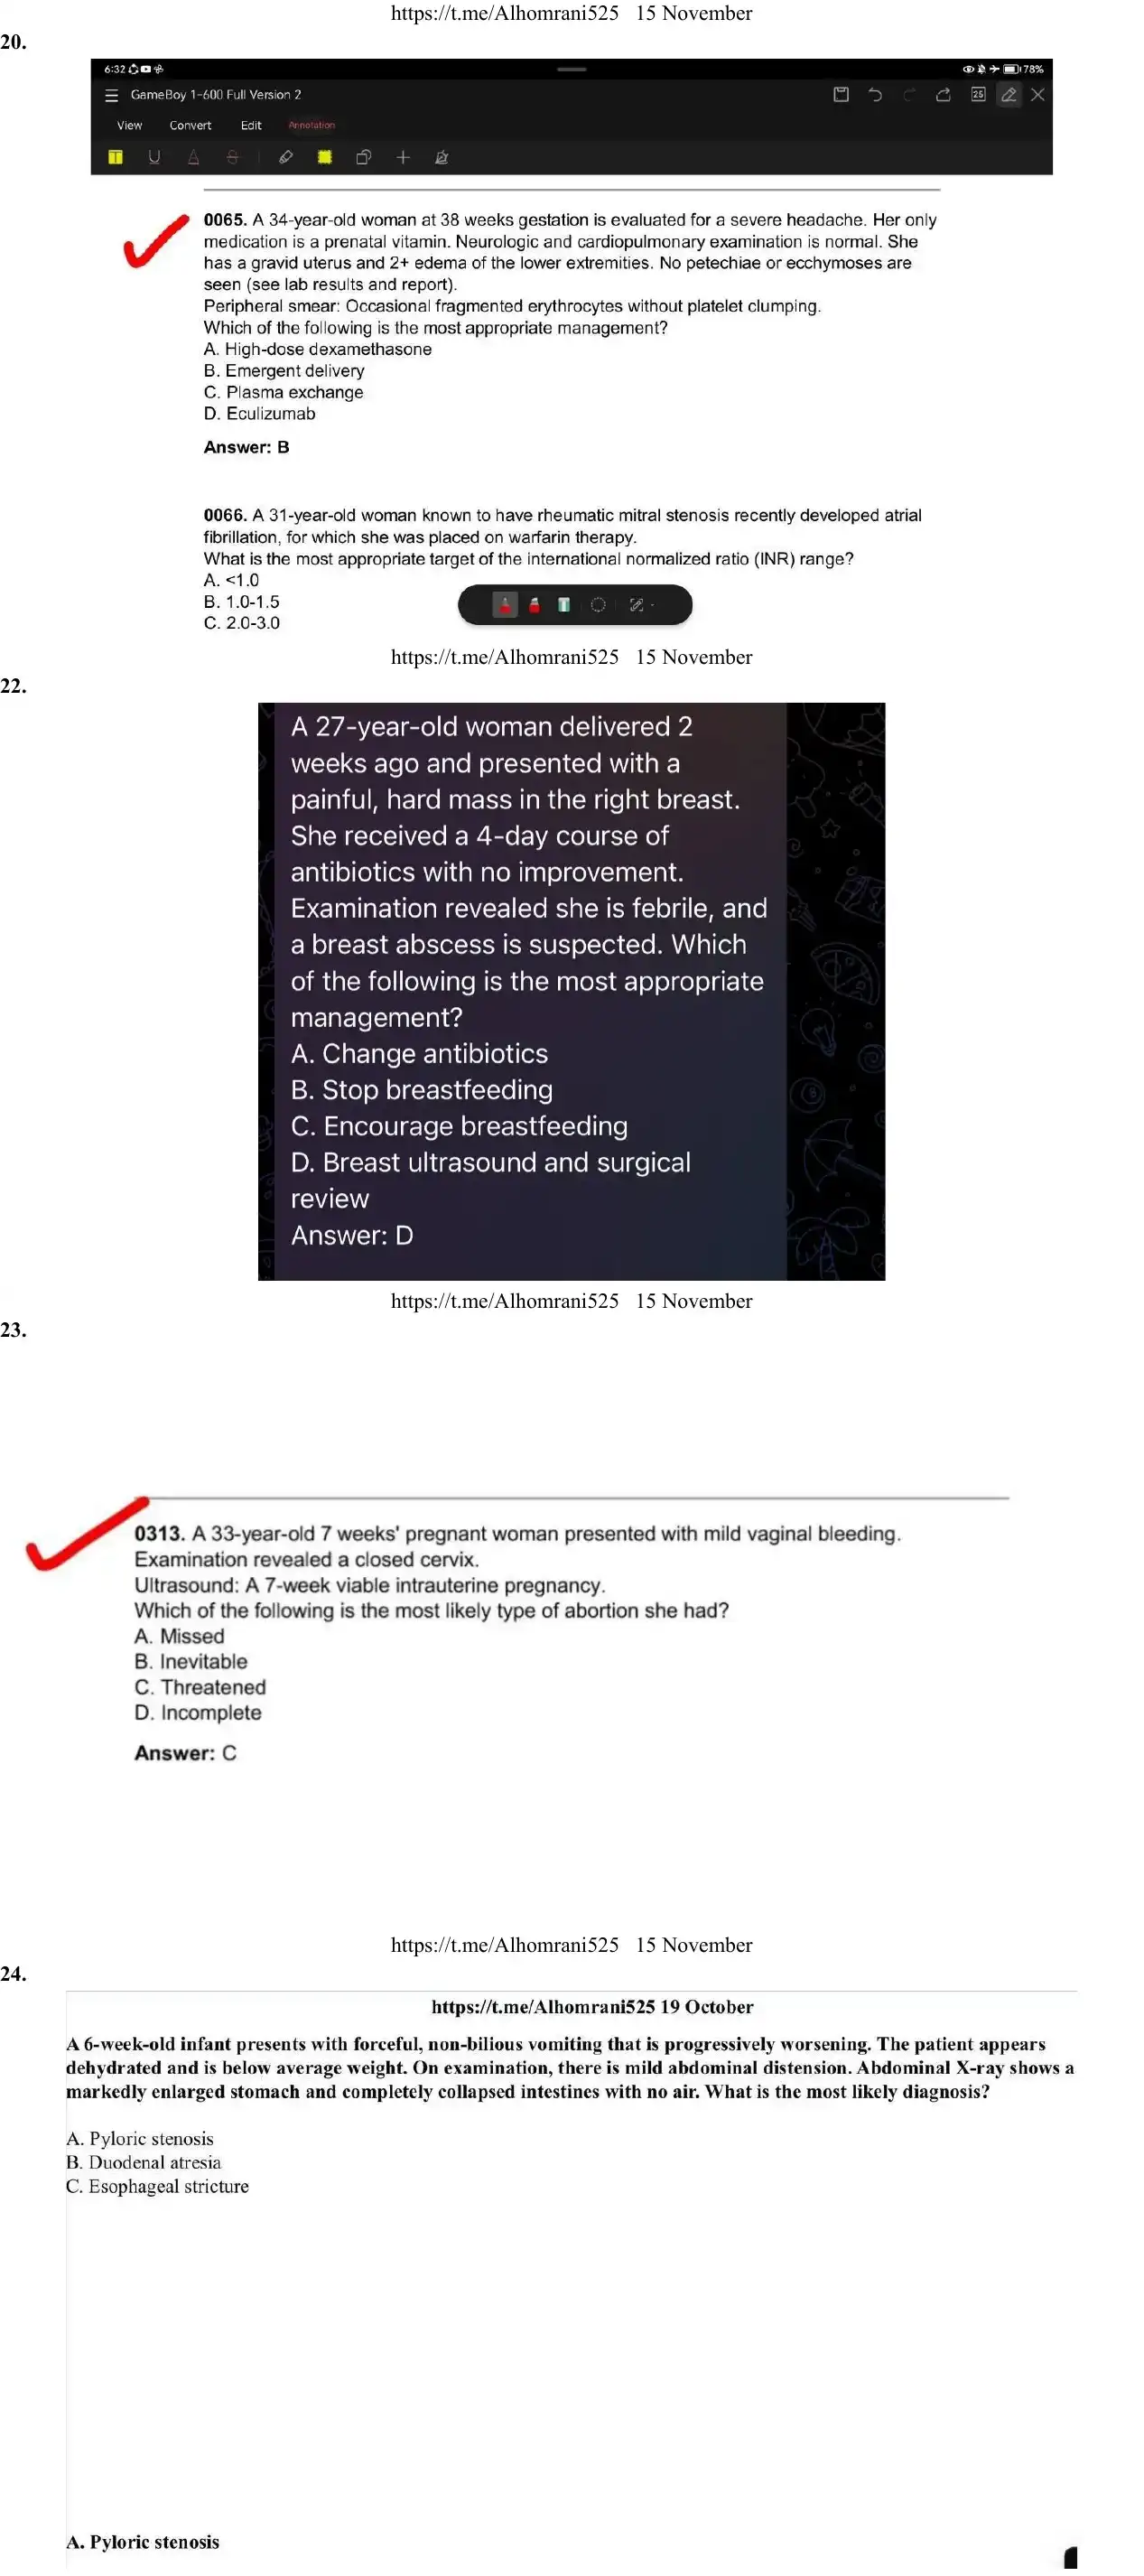 https://t.me/Alhomrani525 15 November
20.
6:32 78%
GameBoy 1-600 Full Version 2 25
View Convert Edit Annotation
0065. A 34-year-old woman at 38 weeks gestation is evaluated for a severe headache. Her only
medication is a prenatal vitamin. Neurologic and cardiopulmonary examination is normal. She
has a gravid uterus and 2+ edema of the lower extremities. No petechiae or ecchymoses are
seen (see lab results and report).
Peripheral smear: Occasional fragmented erythrocytes without platelet clumping.
Which of the following is the most appropriate management?
A. High-dose dexamethasone
B. Emergent delivery
C. Plasma exchange
D. Eculizumab
Answer: B
0066. A 31-year-old woman known to have rheumatic mitral stenosis recently developed atrial
fibrillation, for which she was placed on warfarin therapy.
What is the most appropriate target of the international normalized ratio (INR) range?
A. <1.0
B. 1.0-1.5
C. 2.0-3.0
https://t.me/Alhomrani525 15 November
22.
A 27-year-old woman delivered 2
weeks ago and presented with a
painful, hard mass in the right breast.
She received a 4-day course of
antibiotics with no improvement.
Examination revealed she is febrile, and
a breast abscess is suspected. Which
of the following is the most appropriate
management?
A. Change antibiotics
B. Stop breastfeeding
C. Encourage breastfeeding
D. Breast ultrasound and surgical
review
Answer: D
https://t.me/Alhomrani525 15 November
23.
0313. A 33-year-old 7 weeks' pregnant woman presented with mild vaginal bleeding.
Examination revealed a closed cervix.
Ultrasound: A 7-week viable intrauterine pregnancy.
Which of the following is the most likely type of abortion she had?
A. Missed
B. Inevitable
C. Threatened
D. Incomplete
Answer: C
https://t.me/Alhomrani525 15 November
24.
https://t.me/Alhomrani525 19 October
A 6-week-old infant presents with forceful, non-bilious vomiting that is progressively worsening. The patient appears
dehydrated and is below average weight. On examination, there is mild abdominal distension. Abdominal X-ray shows a
markedly enlarged stomach and completely collapsed intestines with no air. What is the most likely diagnosis?
A. Pyloric stenosis
B. Duodenal atresia
C. Esophageal stricture
A. Pyloric stenosis